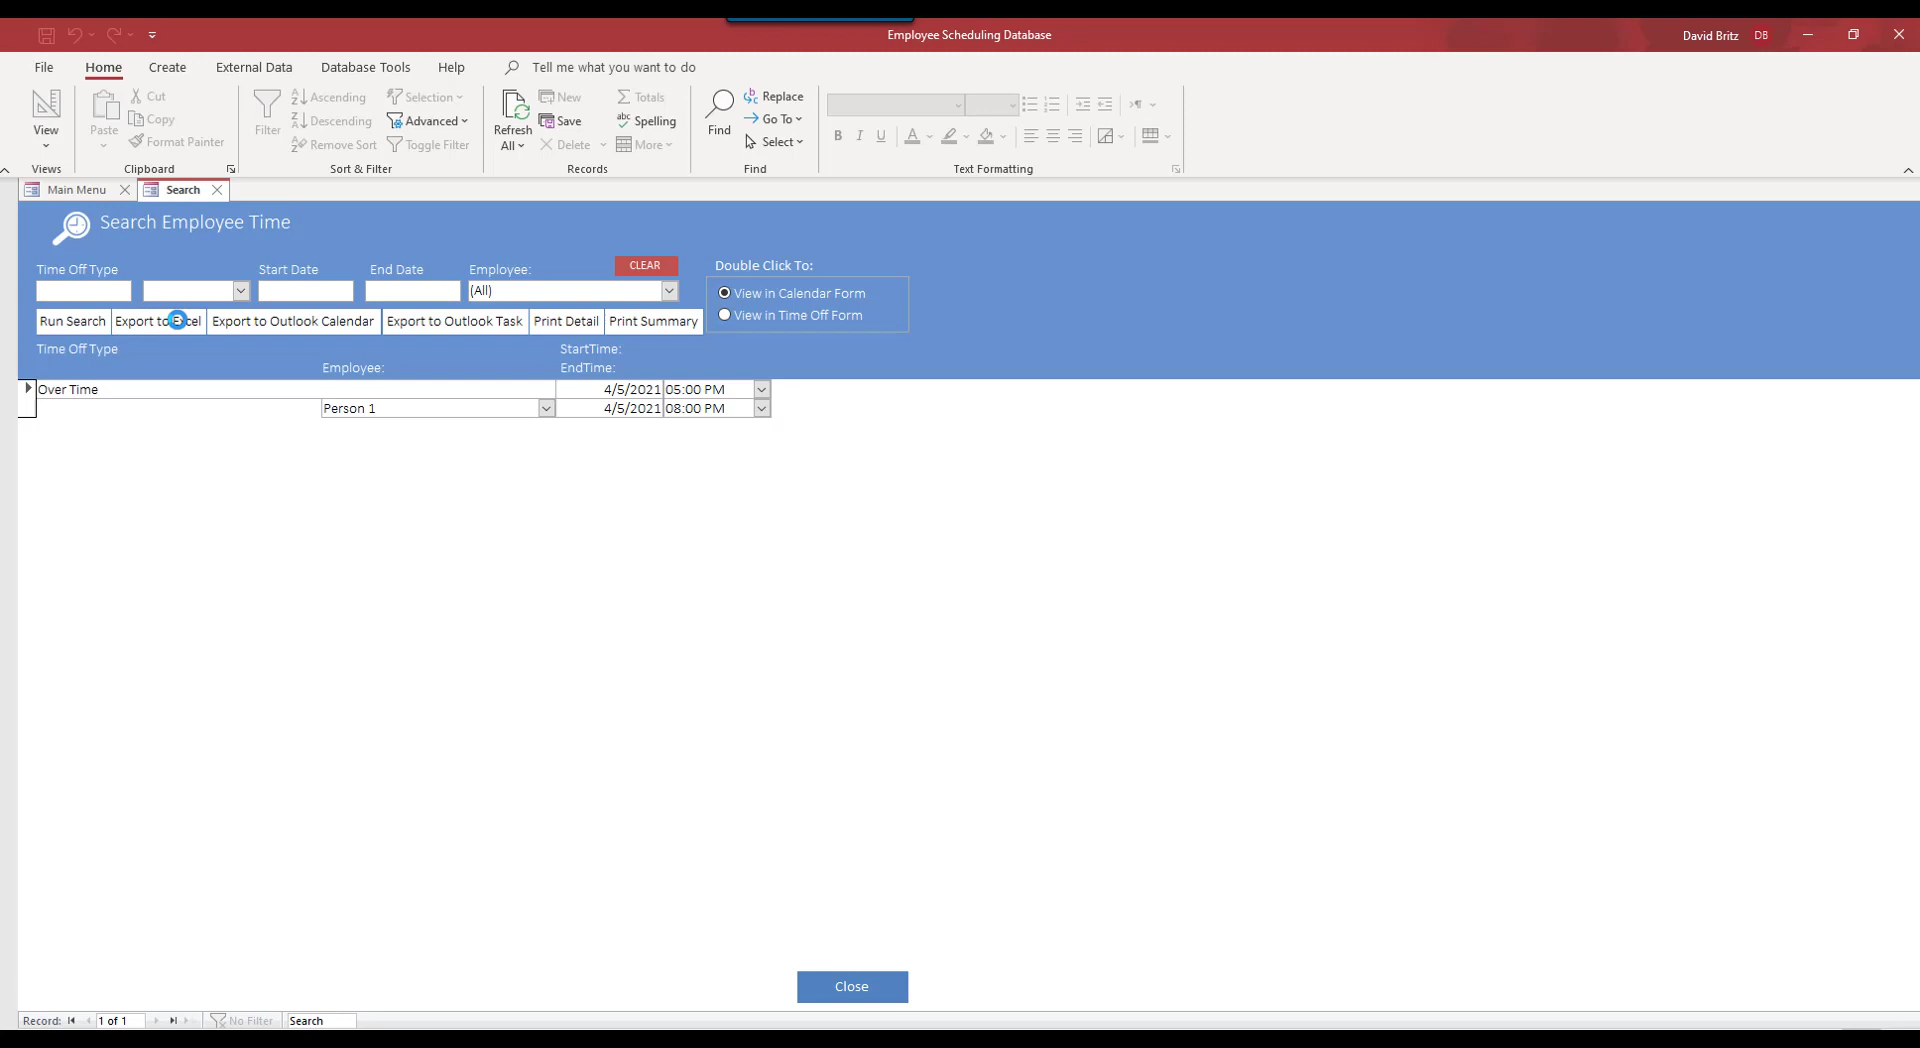 Employee Scheduling Database
David Britz DB
File Home Create External Data Database Tools Help Tell me what you want to do
View
Views
Paste
Cut
Copy
Format Painter
Clipboard
Filter
Ascending
Descending
Remove Sort
Selection
Advanced
Toggle Filter
Sort & Filter
Refresh
All
New
Save
Delete
Totals
Spelling
More
Records
Find
Replace
Go To
Select
Find
B I U A
Text Formatting
Main Menu Search
Search Employee Time
Time Off Type Start Date End Date Employee: CLEAR Double Click To:
(All)
View in Calendar Form
View in Time Off Form
Run Search Export to Excel Export to Outlook Calendar Export to Outlook Task Print Detail Print Summary
Time Off Type StartTime:
Employee: EndTime:
Over Time 4/5/2021 05:00 PM
Person 1 4/5/2021 08:00 PM
Close
Record: 1 of 1 No Filter Search